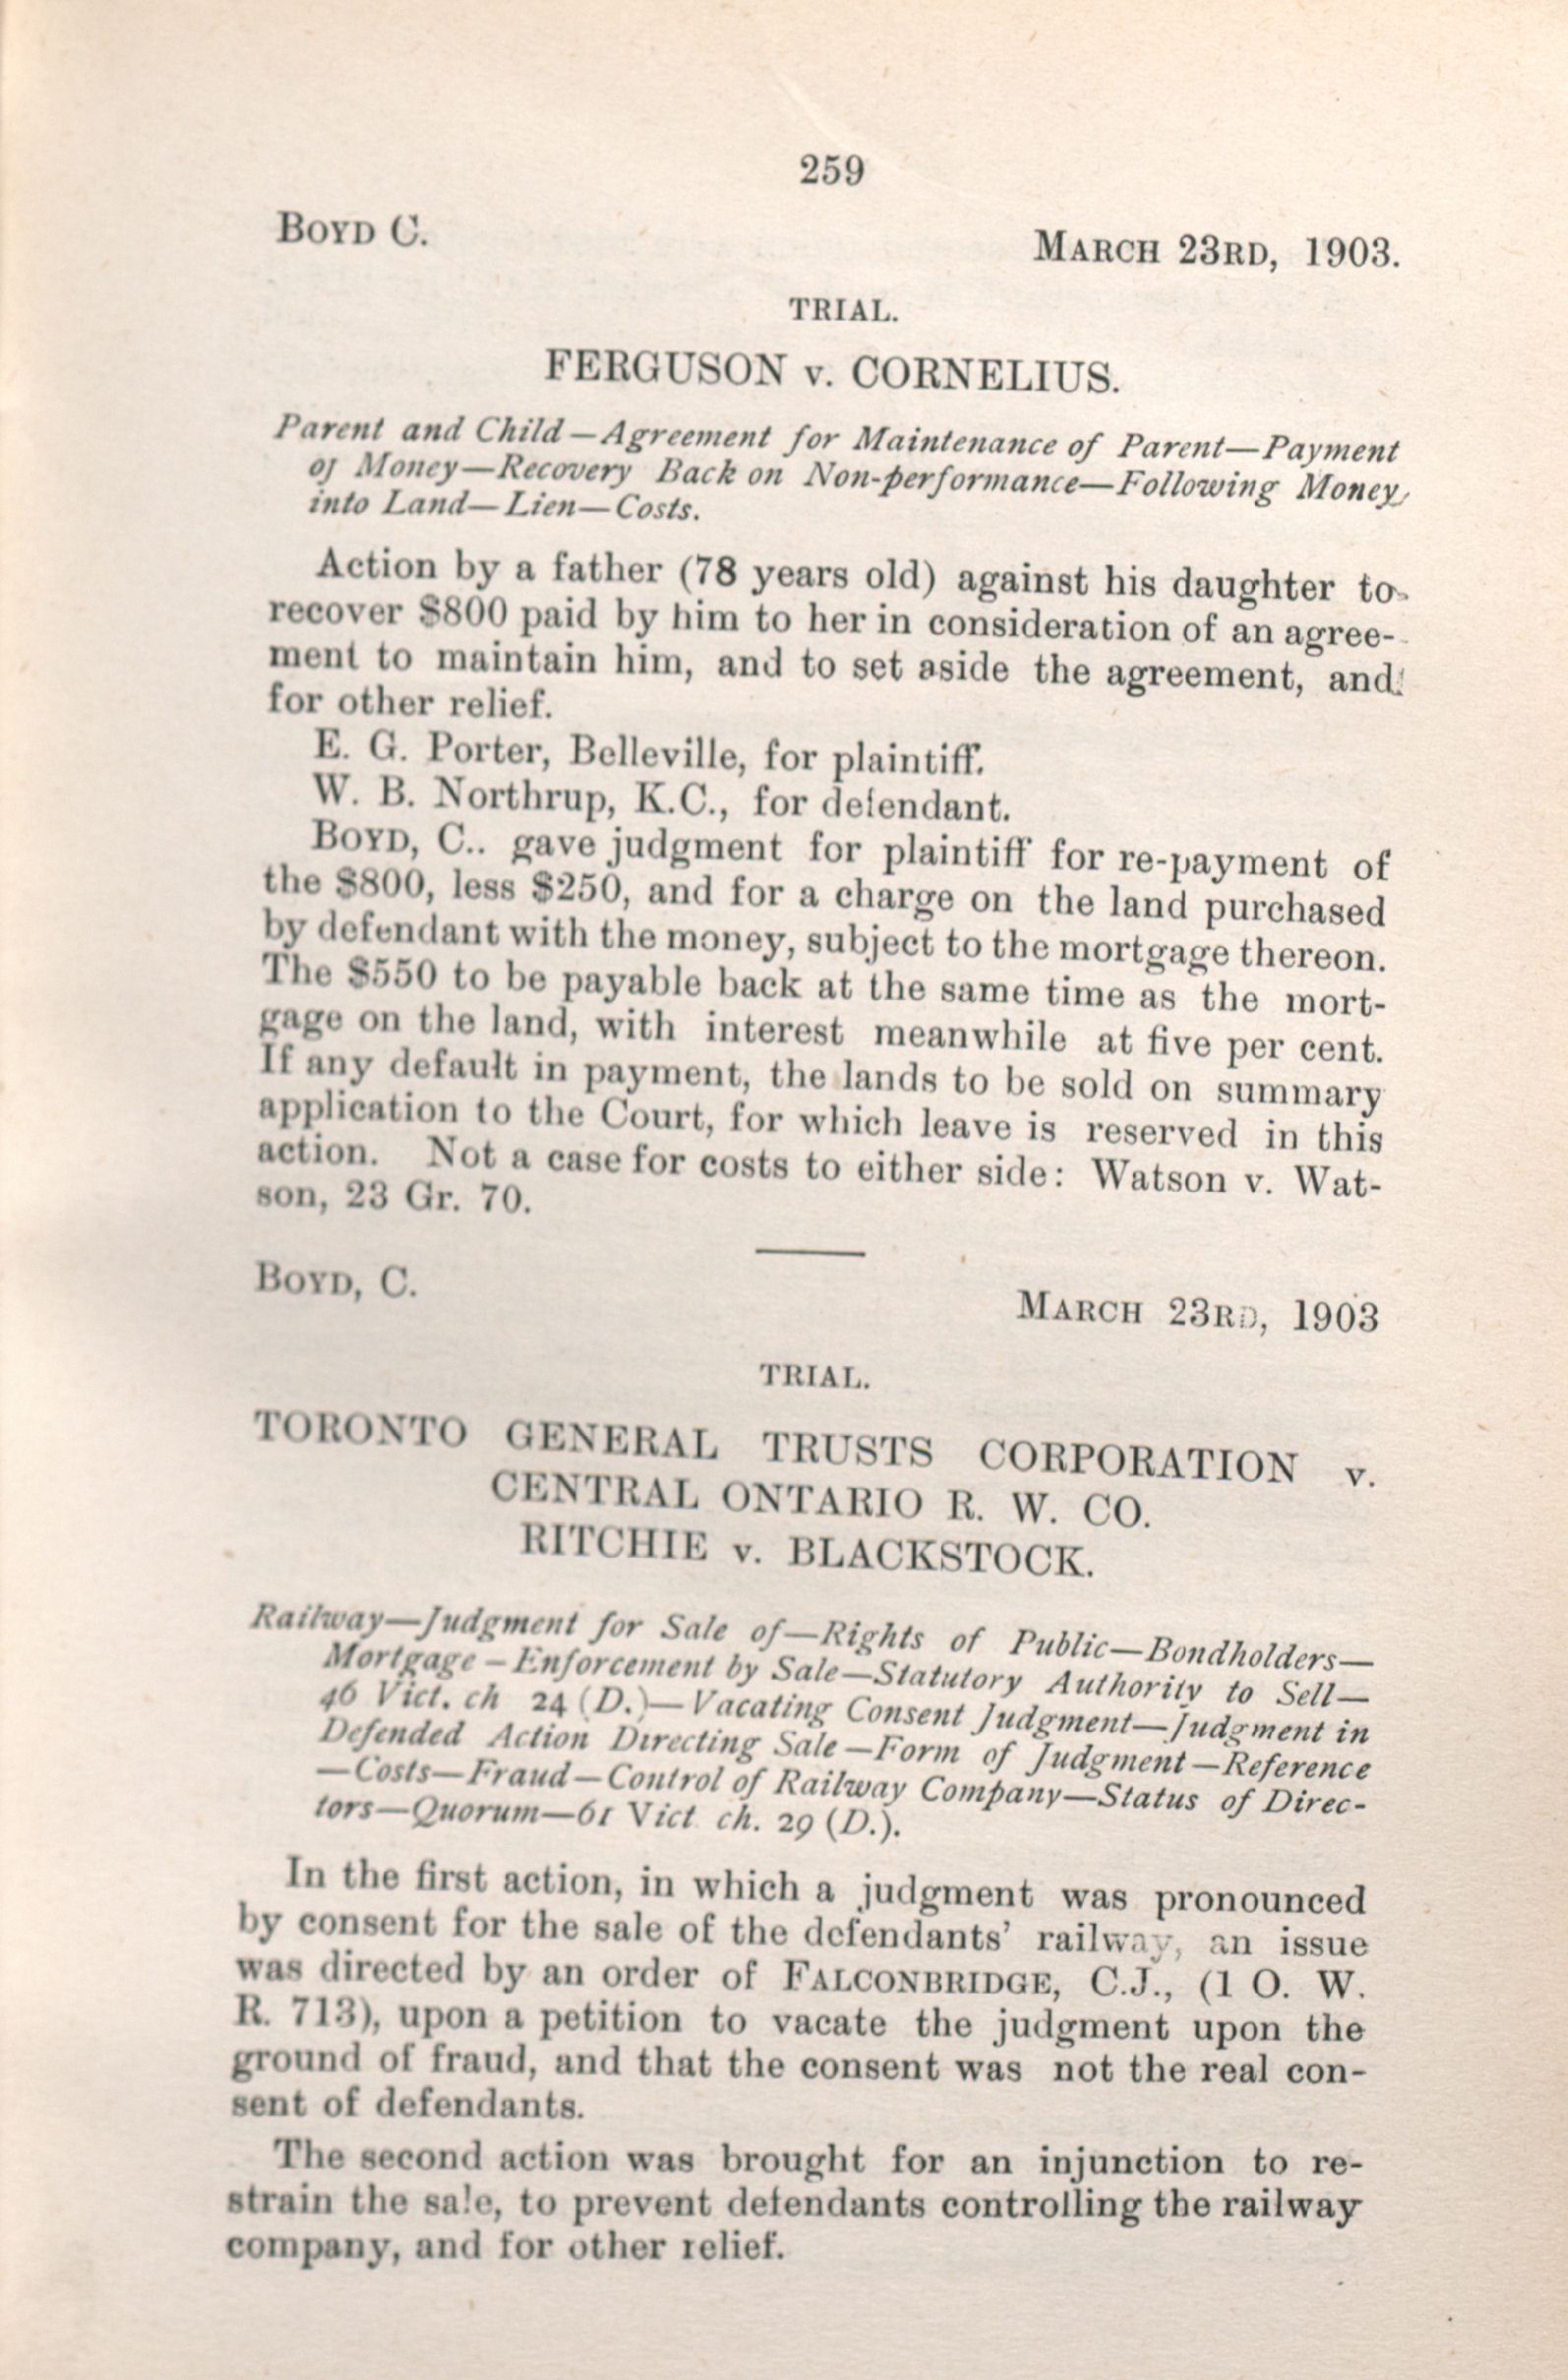 259
BOYD C.
MARCH 23RD, 1903.
TRIAL.
FERGUSON v. CORNELIUS.
Parent and Child—Agreement for Maintenance of Parent—Payment
of Money—Recovery Back on Non-performance—Following Money
into Land—Lien—Costs.
Action by a father (78 years old) against his daughter to
recover $800 paid by him to her in consideration of an agree-
ment to maintain him, and to set aside the agreement, and
for other relief.
E. G. Porter, Belleville, for plaintiff.
W. B. Northrup, K.C., for defendant.
BOYD, C.. gave judgment for plaintiff for re-payment of
the $800, less $250, and for a charge on the land purchased
by defendant with the money, subject to the mortgage thereon.
The $550 to be payable back at the same time as the mort-
gage on the land, with interest meanwhile at five per cent.
If any default in payment, the lands to be sold on summary
application to the Court, for which leave is reserved in this
action. Not a case for costs to either side: Watson v. Wat-
son, 23 Gr. 70.
BOYD, C.
MARCH 23RD, 1903
TRIAL.
TORONTO GENERAL TRUSTS CORPORATION v.
CENTRAL ONTARIO R. W. CO.
RITCHIE v. BLACKSTOCK.
Railway—Judgment for Sale of—Rights of Public—Bondholders—
Mortgage—Enforcement by Sale—Statutory Authority to Sell—
46 Vict. ch 24 (D.)—Vacating Consent Judgment—Judgment in
Defended Action Directing Sale—Form of Judgment—Reference
—Costs—Fraud—Control of Railway Company—Status of Direc-
tors—Quorum—61 Vict ch. 29 (D.).
In the first action, in which a judgment was pronounced
by consent for the sale of the defendants' railway, an issue
was directed by an order of FALCONBRIDGE, C.J., (1 O. W.
R. 713), upon a petition to vacate the judgment upon the
ground of fraud, and that the consent was not the real con-
sent of defendants.
The second action was brought for an injunction to re-
strain the sale, to prevent defendants controlling the railway
company, and for other relief.